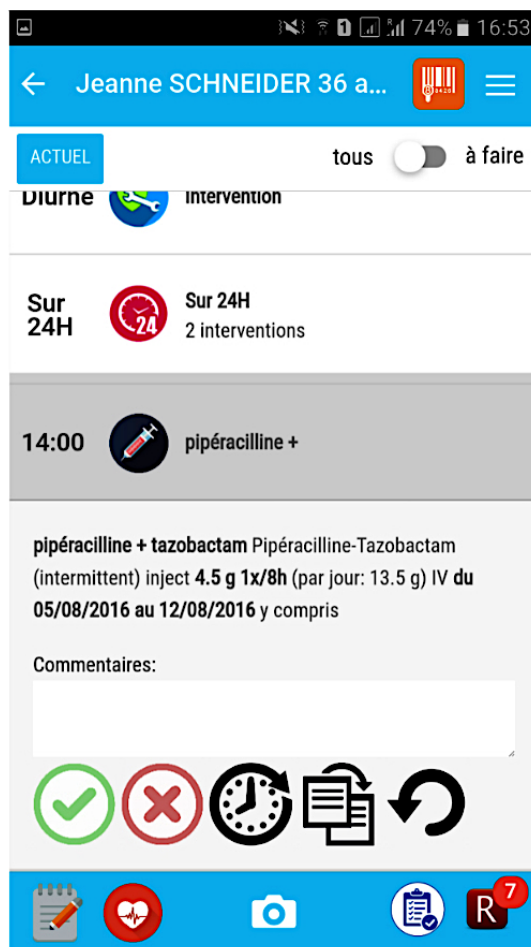 1 74% 16:53
Jeanne SCHNEIDER 36 a...
ACTUEL tous à faire
Diurne intervention
Sur 24H
Sur 24H
2 interventions
24
14:00 pipéracilline +
pipéracilline + tazobactam Pipéracilline-Tazobactam
(intermittent) inject 4.5 g 1x/8h (par jour: 13.5 g) IV du
05/08/2016 au 12/08/2016 y compris
Commentaires:
R 7